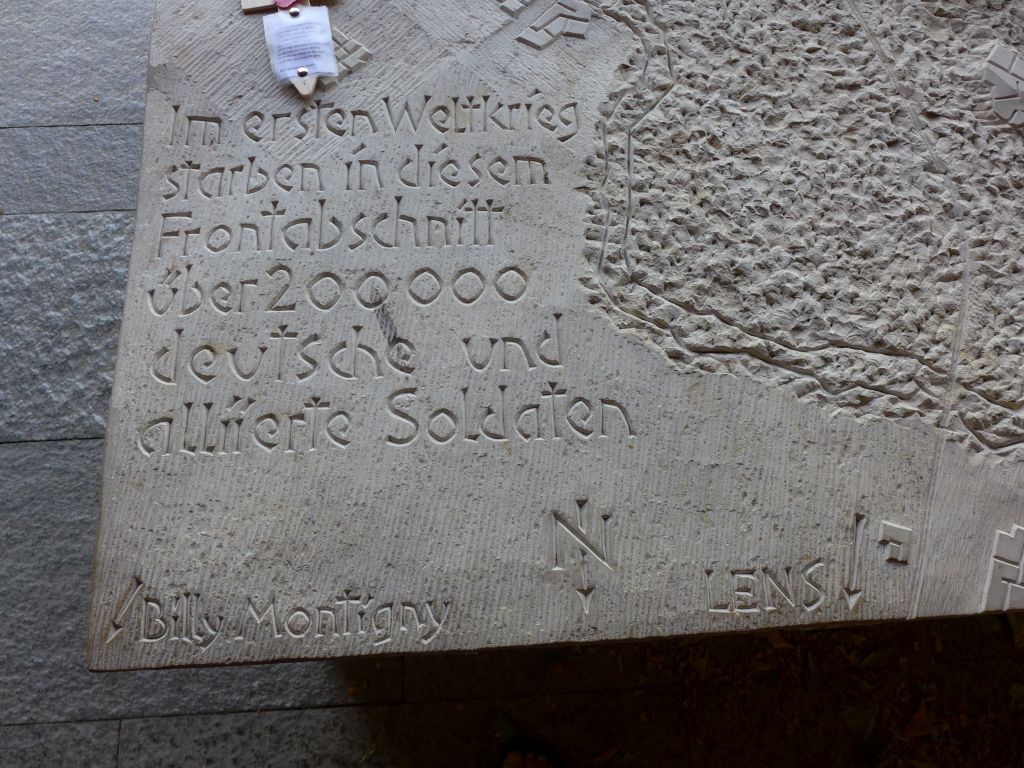 Im ersten Weltkrieg
starben in diesem
Frontabschnitt
über 200000
deutsche und
alliierte Soldaten
N
LENS
Billy Montigny